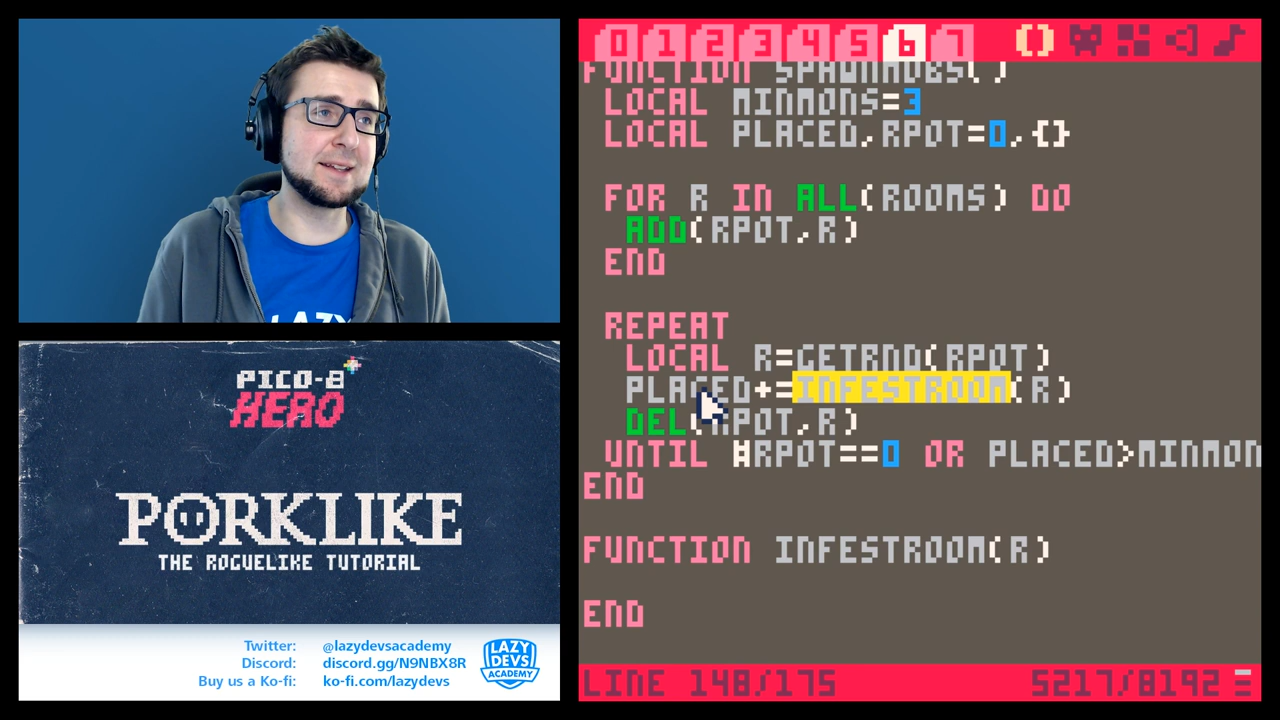 0 1 2 3 4 5 6 7
FUNCTION SPAWNMOBS()
LOCAL MINMONS=3
LOCAL PLACED,RPOT=0,{}
FOR R IN ALL(ROOMS) DO
ADD(RPOT,R)
END
REPEAT
LOCAL R=GETRND(RPOT)
PLACED+=INFESTROOM(R)
DEL(RPOT,R)
UNTIL #RPOT==0 OR PLACED>MINMON
END
FUNCTION INFESTROOM(R)
END
LINE 148/175 5217/8192
LAZY
PICO-8
HERO
PORKLIKE
THE ROGUELIKE TUTORIAL
Twitter: @lazydevsacademy
Discord: discord.gg/N9NBX8R
Buy us a Ko-fi: ko-fi.com/lazydevs
LAZY
DEVS
ACADEMY